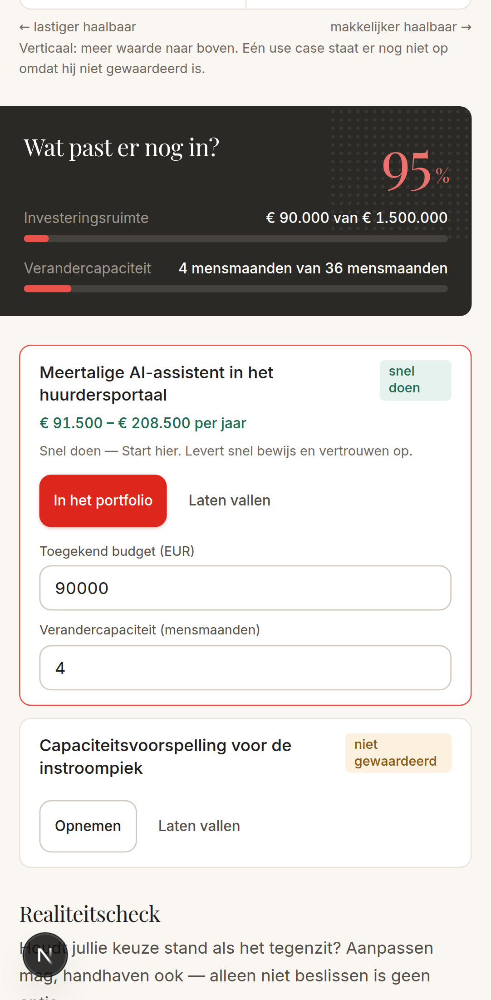 ← lastiger haalbaar makkelijker haalbaar →
Verticaal: meer waarde naar boven. Eén use case staat er nog niet op
omdat hij niet gewaardeerd is.
Wat past er nog in?
95%
Investeringsruimte € 90.000 van € 1.500.000
Verandercapaciteit 4 mensmaanden van 36 mensmaanden
Meertalige AI-assistent in het
huurdersportaal
snel
doen
€ 91.500 – € 208.500 per jaar
Snel doen — Start hier. Levert snel bewijs en vertrouwen op.
In het portfolio Laten vallen
Toegekend budget (EUR)
90000
Verandercapaciteit (mensmaanden)
4
Capaciteitsvoorspelling voor de
instroompiek
niet
gewaardeerd
Opnemen Laten vallen
Realiteitscheck
Houdt jullie keuze stand als het tegenzit? Aanpassen
mag, handhaven ook — alleen niet beslissen is geen
N